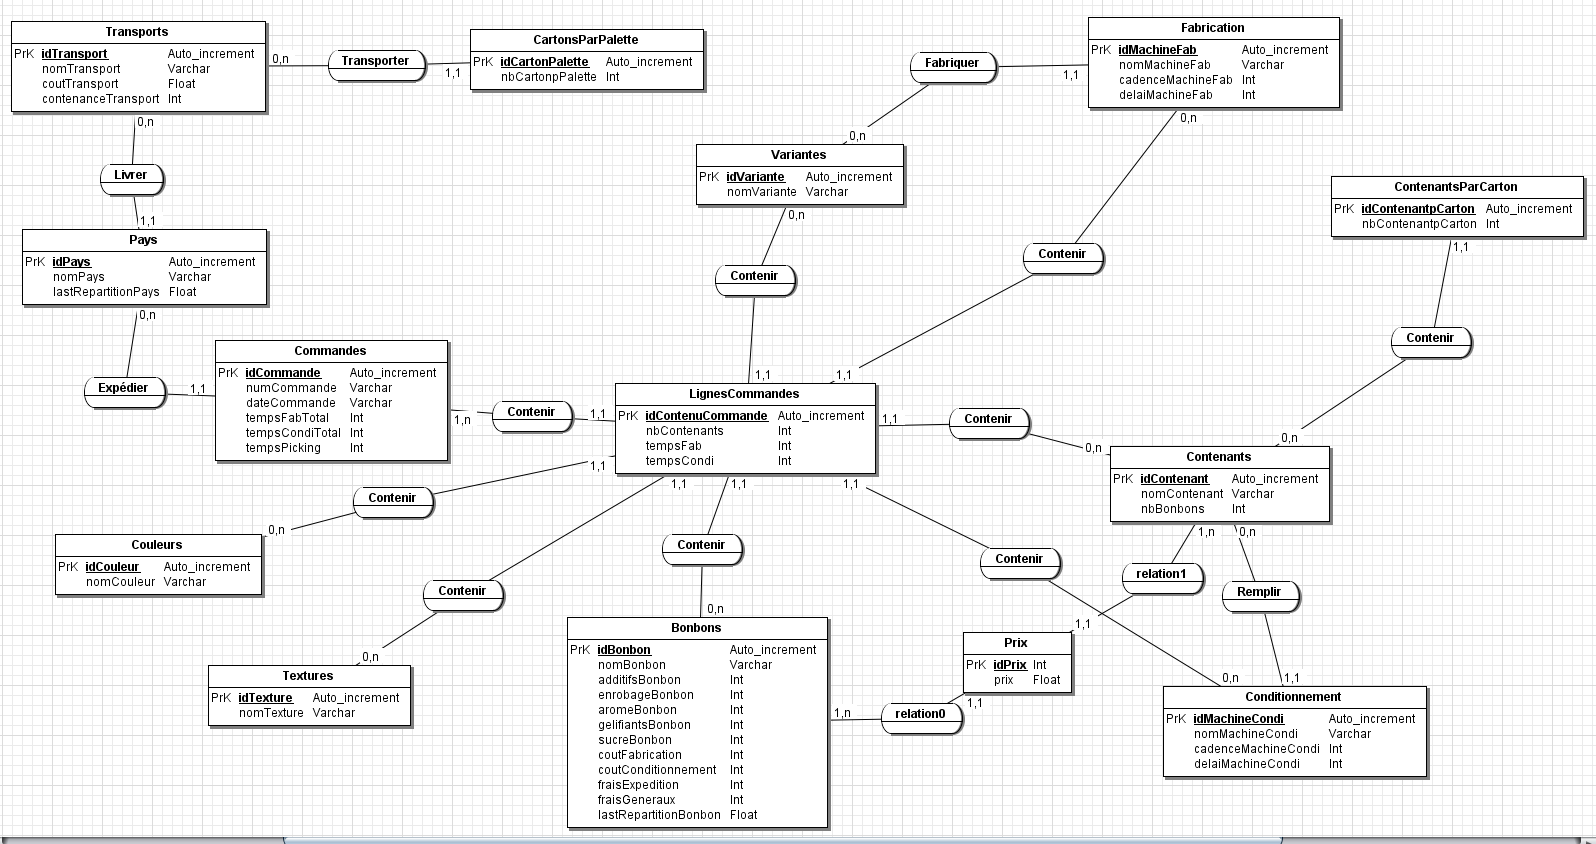 Transports
PrK idTransport Auto_increment
nomTransport Varchar
coutTransport Float
contenanceTransport Int
0,n
Transporter
1,1
CartonsParPalette
PrK idCartonPalette Auto_increment
nbCartonpPalette Int
Fabriquer
1,1
0,n
Fabrication
PrK idMachineFab Auto_increment
nomMachineFab Varchar
cadenceMachineFab Int
delaiMachineFab Int
0,n
0,n
Livrer
1,1
Variantes
PrK idVariante Auto_increment
nomVariante Varchar
0,n
Contenir
1,1
Contenir
1,1
ContenantsParCarton
PrK idContenantpCarton Auto_increment
nbContenantpCarton Int
1,1
Contenir
0,n
Pays
PrK idPays Auto_increment
nomPays Varchar
lastRepartitionPays Float
0,n
Expédier
1,1
Commandes
PrK idCommande Auto_increment
numCommande Varchar
dateCommande Varchar
tempsFabTotal Int
tempsCondiTotal Int
tempsPicking Int
1,n
Contenir
1,1
LignesCommandes
PrK idContenuCommande Auto_increment
nbContenants Int
tempsFab Int
tempsCondi Int
1,1
Contenir
0,n
Contenants
PrK idContenant Auto_increment
nomContenant Varchar
nbBonbons Int
1,1
1,1
1,1
1,1
Contenir
0,n
Couleurs
PrK idCouleur Auto_increment
nomCouleur Varchar
Contenir
0,n
Textures
PrK idTexture Auto_increment
nomTexture Varchar
Contenir
0,n
Bonbons
PrK idBonbon Auto_increment
nomBonbon Varchar
additifsBonbon Int
enrobageBonbon Int
aromeBonbon Int
gelifiantsBonbon Int
sucreBonbon Int
coutFabrication Int
coutConditionnement Int
fraisExpedition Int
fraisGeneraux Int
lastRepartitionBonbon Float
1,n
relation0
1,1
Contenir
0,n
1,n
relation1
1,1
0,n
Remplir
1,1
Prix
PrK idPrix Int
prix Float
Conditionnement
PrK idMachineCondi Auto_increment
nomMachineCondi Varchar
cadenceMachineCondi Int
delaiMachineCondi Int